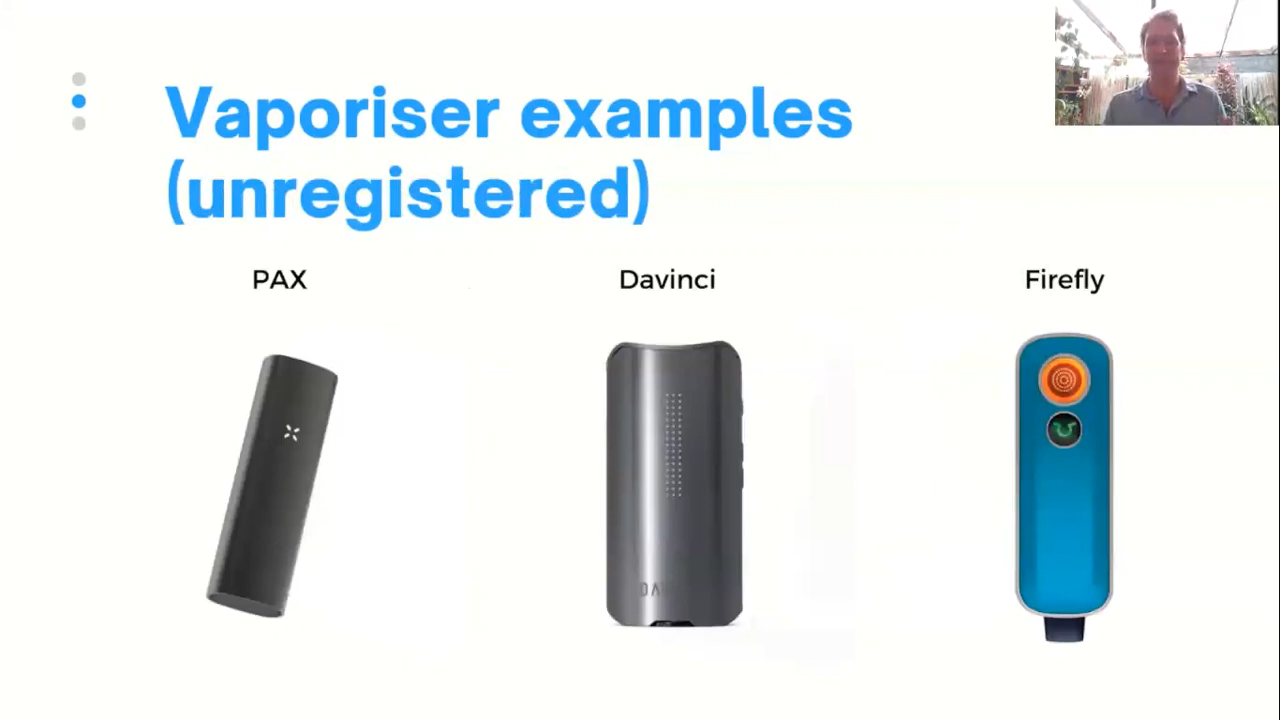 Vaporiser examples
(unregistered)
PAX
Davinci
Firefly